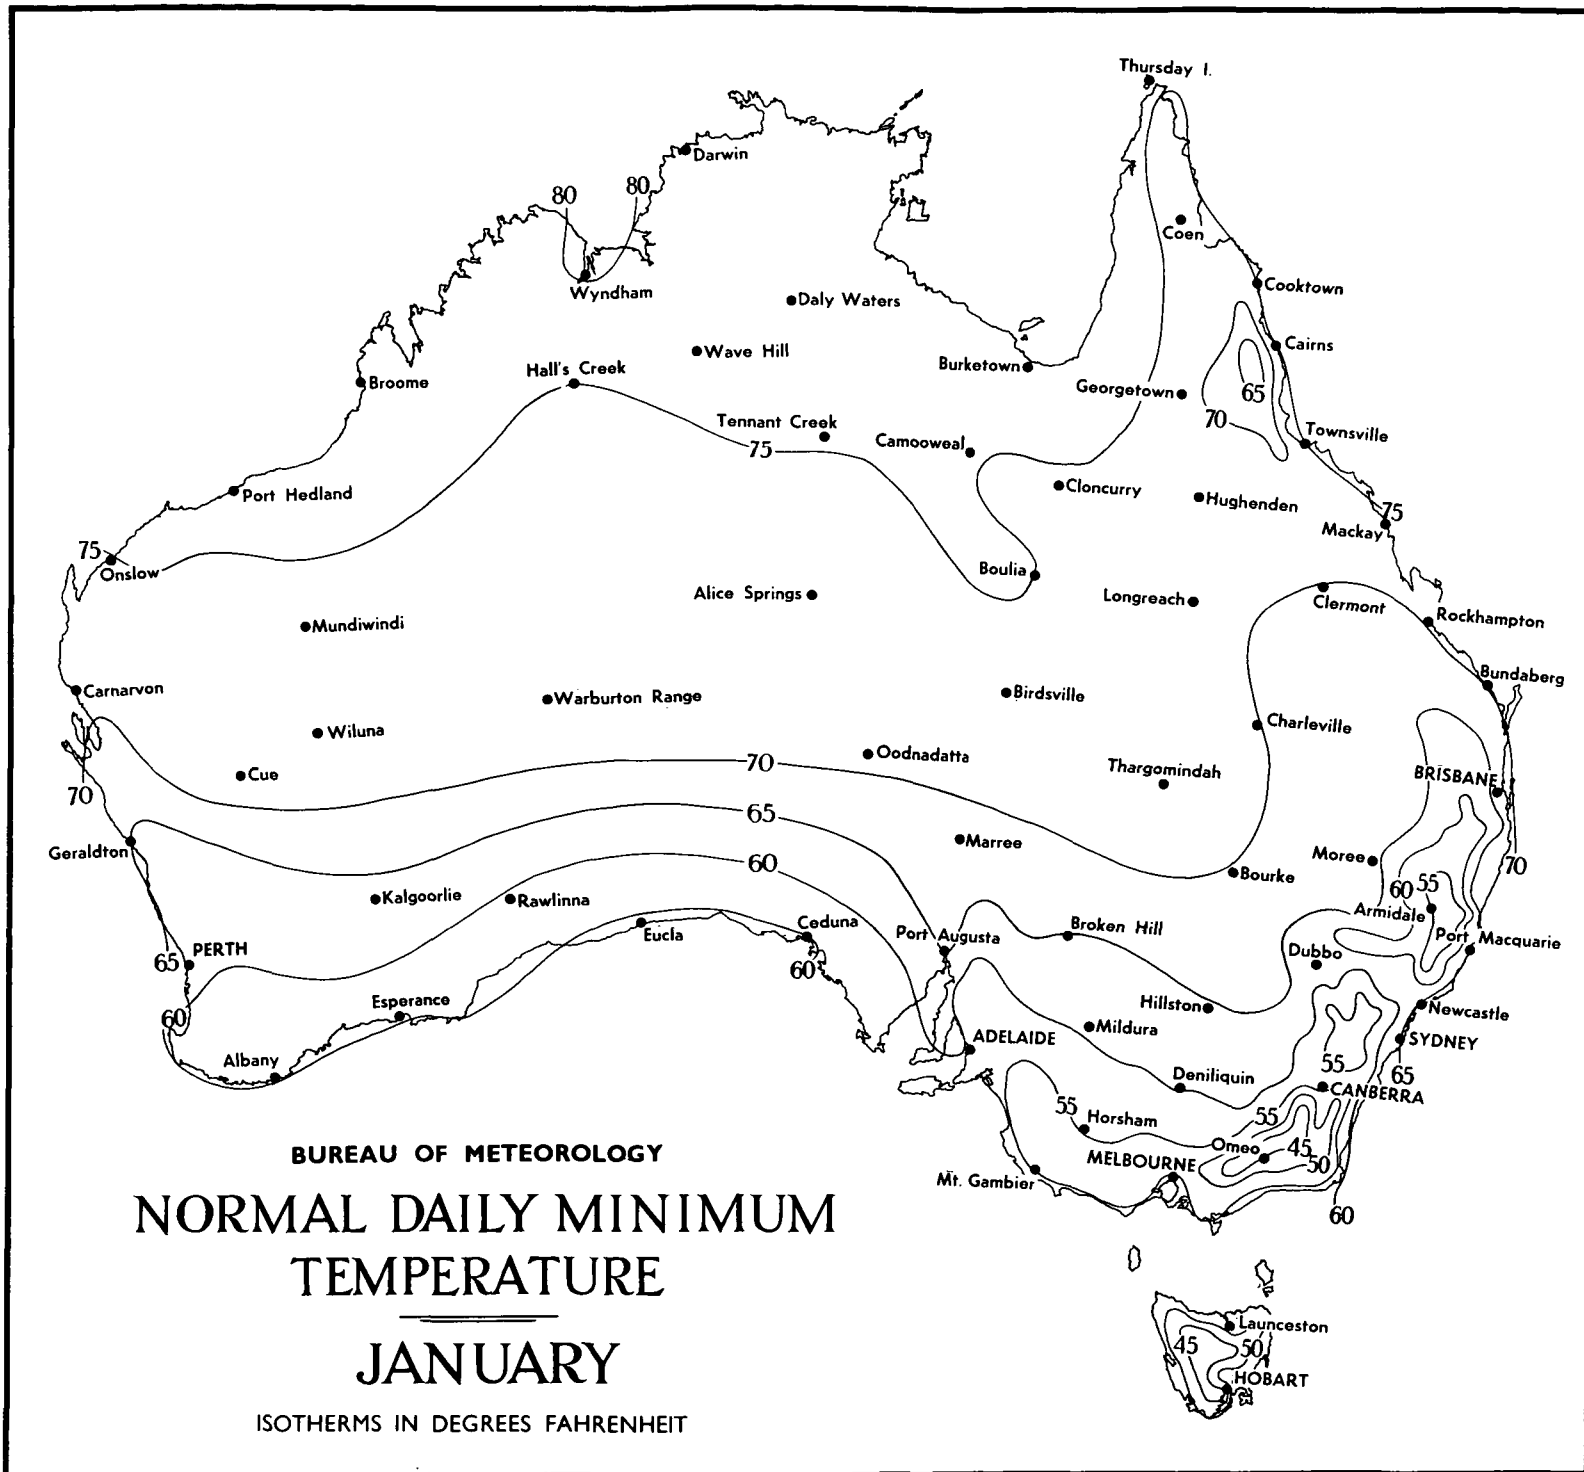 Thursday I.
Darwin
80
80
Coen
Wyndham
Cooktown
Daly Waters
Cairns
Wave Hill
Burketown
Hall's Creek
Broome
Georgetown
65
70
Tennant Creek
Townsville
Camooweal
75
Cloncurry
Port Hedland
Hughenden
75
Mackay
75
Onslow
Boulia
Alice Springs
Longreach
Clermont
Rockhampton
Mundiwindi
Bundaberg
Carnarvon
Warburton Range
Birdsville
Charleville
Wiluna
Oodnadatta
70
Thargomindah
BRISBANE
Cue
70
65
Marree
Geraldton
Moree
70
60
Bourke
60
55
Kalgoorlie
Rawlinna
Armidale
Ceduna
Broken Hill
Eucla
Port Augusta
Port Macquarie
PERTH
Dubbo
65
60
Esperance
Hillston
Newcastle
60
Mildura
ADELAIDE
SYDNEY
Albany
55
65
Deniliquin
CANBERRA
55
55
Horsham
Omeo
45
50
MELBOURNE
Mt. Gambier
60
BUREAU OF METEOROLOGY
NORMAL DAILY MINIMUM
TEMPERATURE
JANUARY
ISOTHERMS IN DEGREES FAHRENHEIT
Launceston
45
50
HOBART